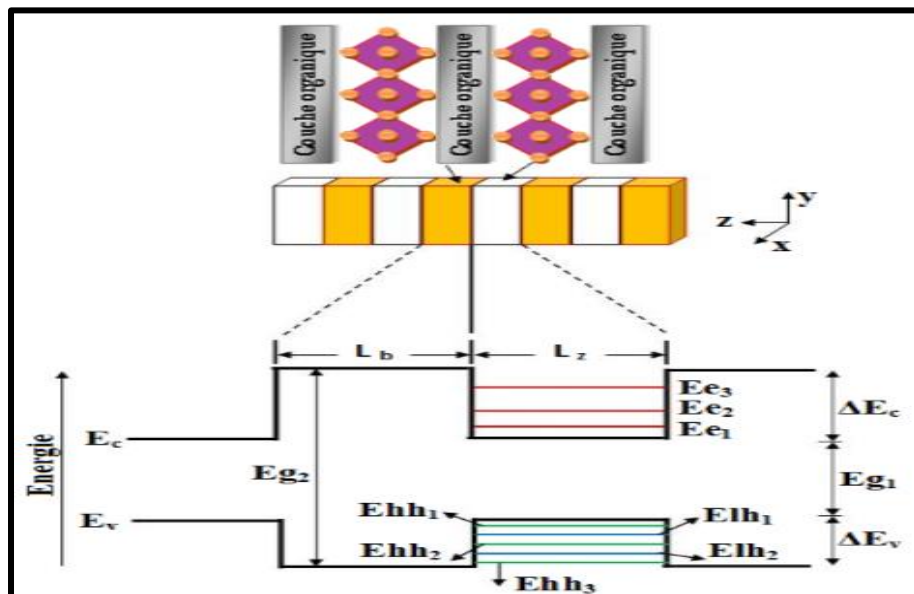 Couche organique
Couche organique
Couche organique
y
z
x
L b
L z
Ee3
Ee2
Ee1
ΔEc
Ec
Energie
Eg2
Eg1
Ehh1
Elh1
Ev
Ehh2
Elh2
ΔEv
Ehh3